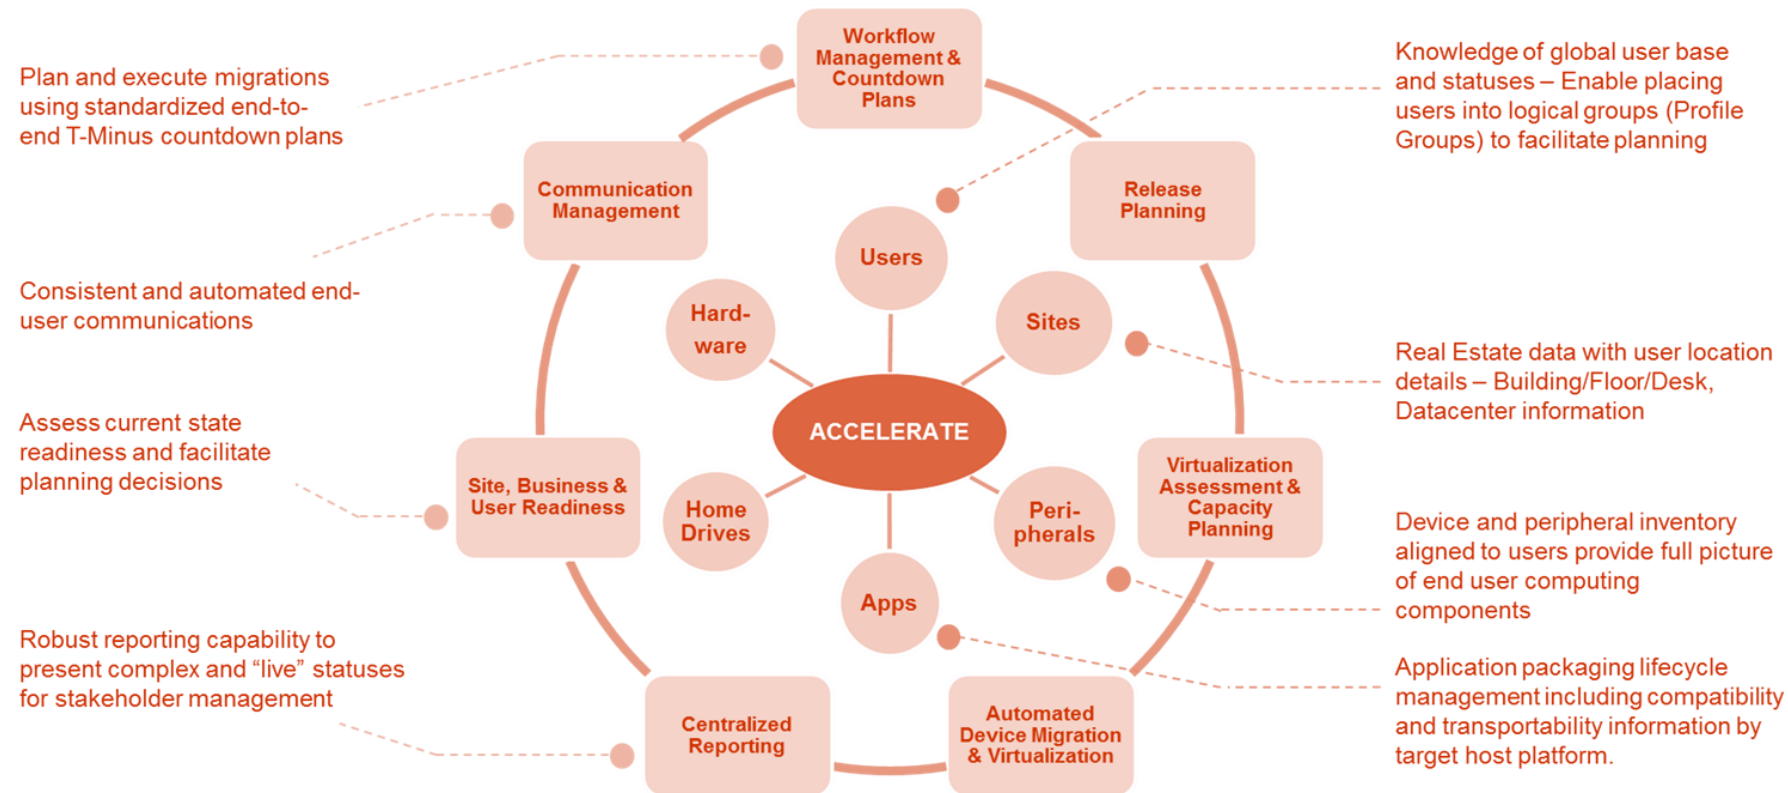 Workflow
Management &
Countdown
Plans
Plan and execute migrations
using standardized end-to-
end T-Minus countdown plans
Knowledge of global user base
and statuses – Enable placing
users into logical groups (Profile
Groups) to facilitate planning
Communication
Management
Release
Planning
Users
Consistent and automated end-
user communications
Hard-
ware
Sites
Real Estate data with user location
details – Building/Floor/Desk,
Datacenter information
Assess current state
readiness and facilitate
planning decisions
ACCELERATE
Site, Business &
User Readiness
Virtualization
Assessment &
Capacity
Planning
Home
Drives
Peri-
pherals
Device and peripheral inventory
aligned to users provide full picture
of end user computing
components
Apps
Robust reporting capability to
present complex and “live” statuses
for stakeholder management
Application packaging lifecycle
management including compatibility
and transportability information by
target host platform.
Centralized
Reporting
Automated
Device Migration
& Virtualization